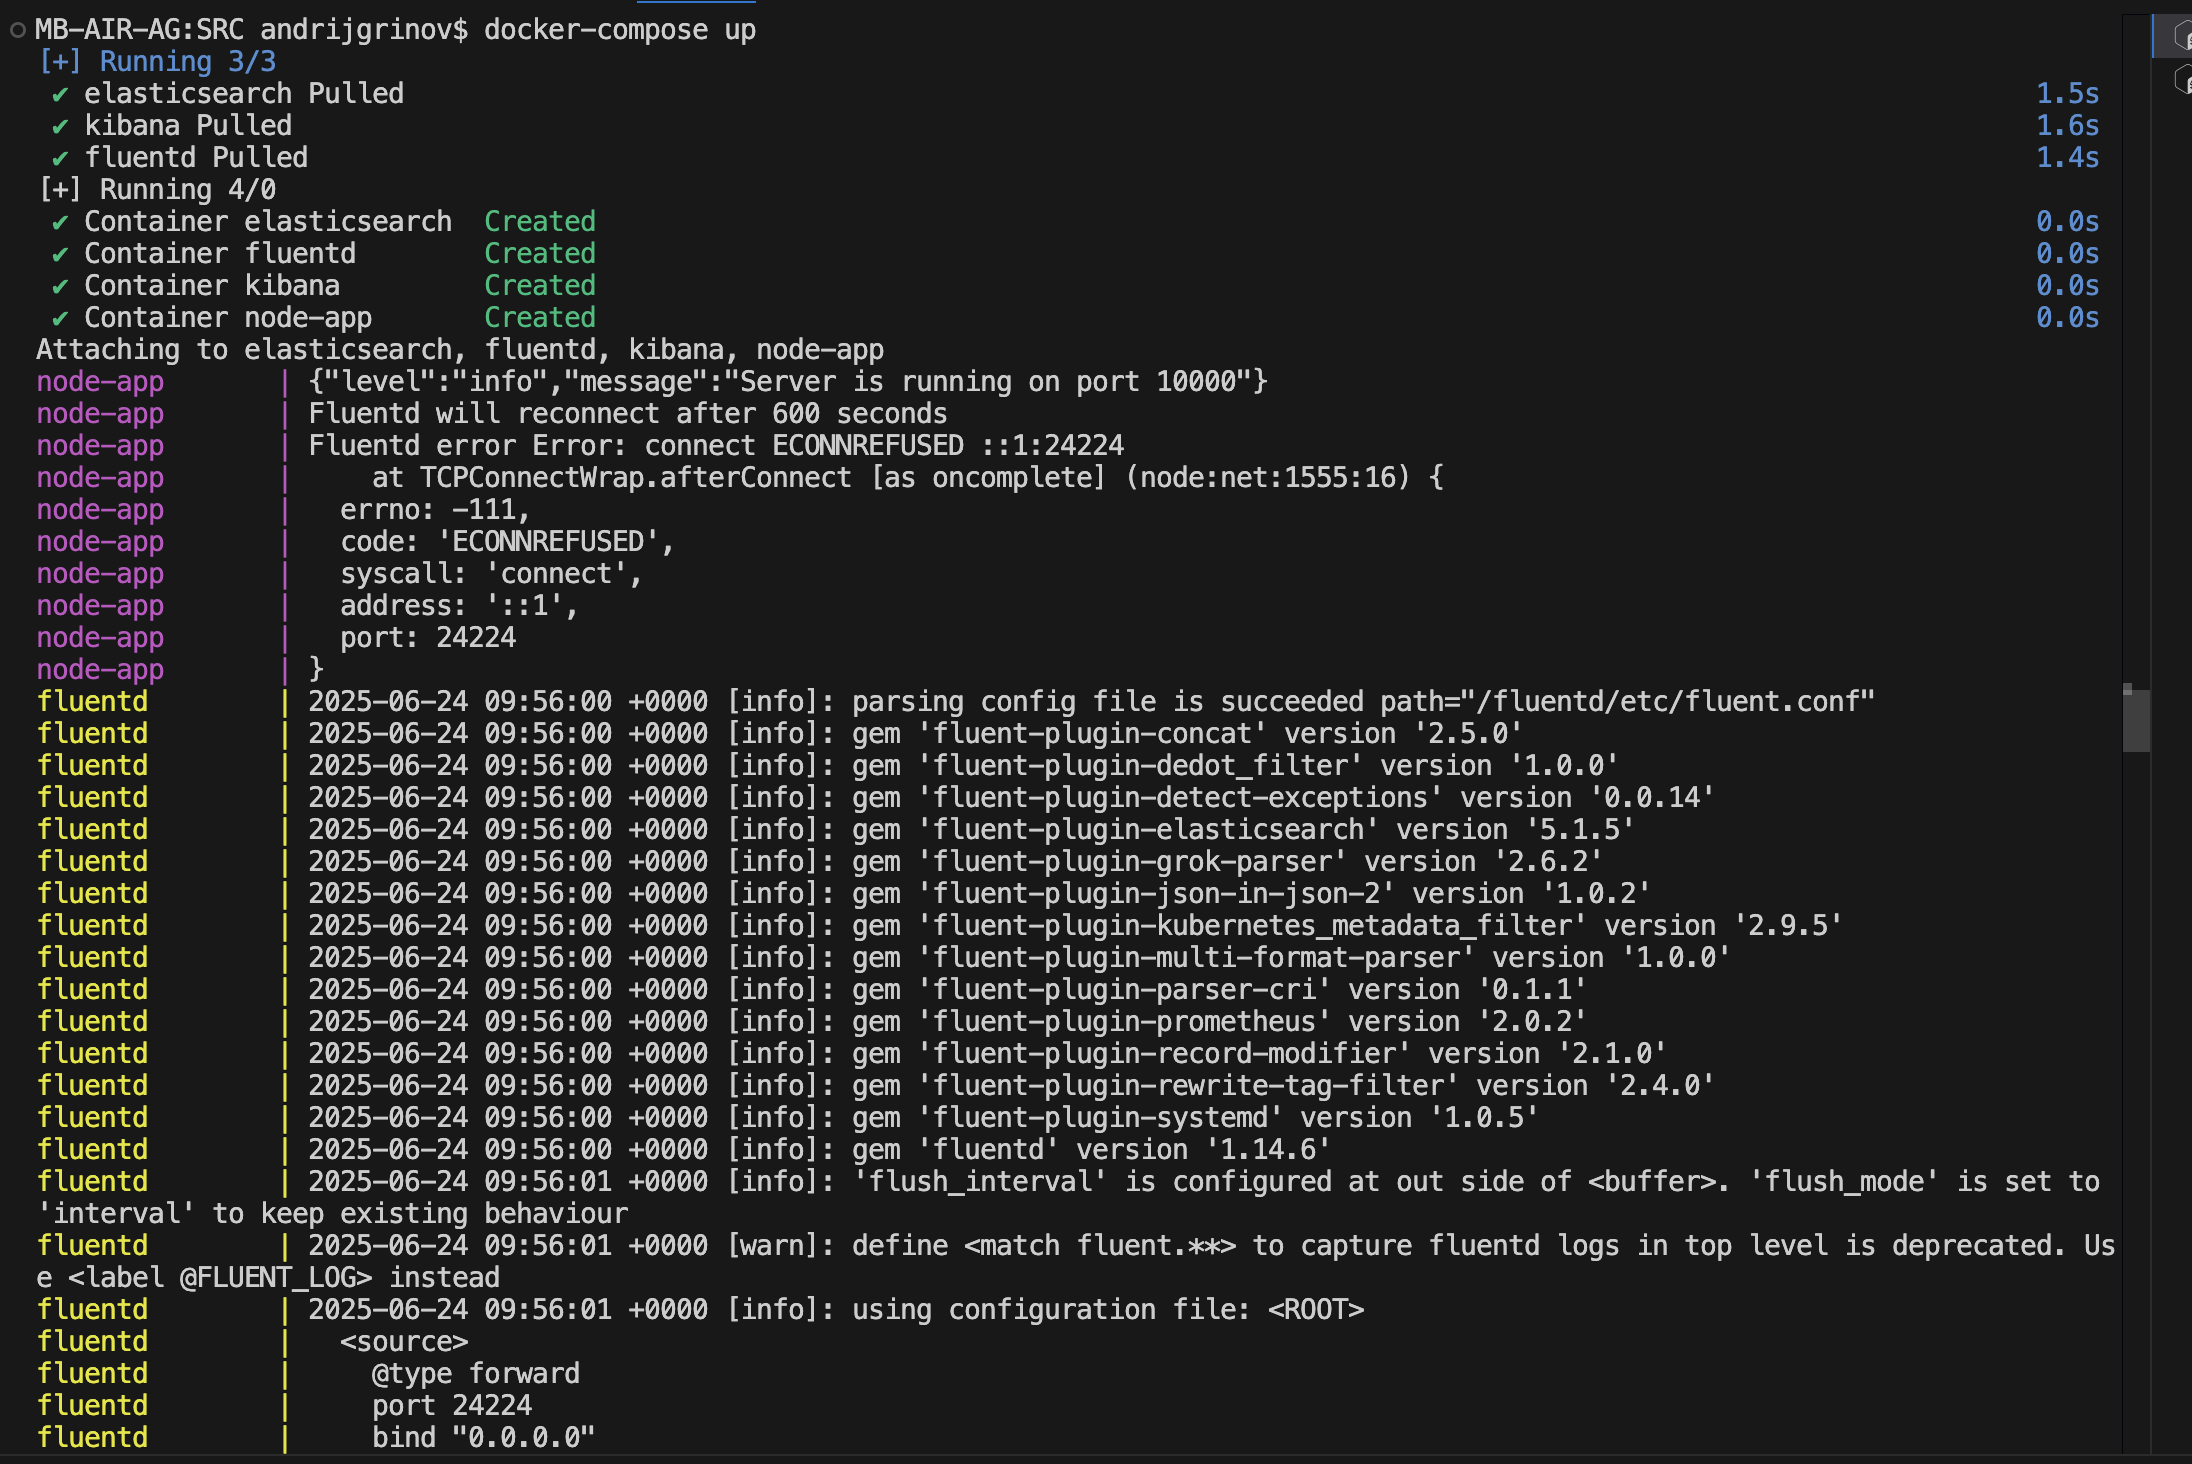 MB-AIR-AG:SRC andrijgrinov$ docker-compose up
[+] Running 3/3
✔ elasticsearch Pulled 1.5s
✔ kibana Pulled 1.6s
✔ fluentd Pulled 1.4s
[+] Running 4/0
✔ Container elasticsearch Created 0.0s
✔ Container fluentd Created 0.0s
✔ Container kibana Created 0.0s
✔ Container node-app Created 0.0s
Attaching to elasticsearch, fluentd, kibana, node-app
node-app | {"level":"info","message":"Server is running on port 10000"}
node-app | Fluentd will reconnect after 600 seconds
node-app | Fluentd error Error: connect ECONNREFUSED ::1:24224
node-app | at TCPConnectWrap.afterConnect [as oncomplete] (node:net:1555:16) {
node-app | errno: -111,
node-app | code: 'ECONNREFUSED',
node-app | syscall: 'connect',
node-app | address: '::1',
node-app | port: 24224
node-app | }
fluentd | 2025-06-24 09:56:00 +0000 [info]: parsing config file is succeeded path="/fluentd/etc/fluent.conf"
fluentd | 2025-06-24 09:56:00 +0000 [info]: gem 'fluent-plugin-concat' version '2.5.0'
fluentd | 2025-06-24 09:56:00 +0000 [info]: gem 'fluent-plugin-dedot_filter' version '1.0.0'
fluentd | 2025-06-24 09:56:00 +0000 [info]: gem 'fluent-plugin-detect-exceptions' version '0.0.14'
fluentd | 2025-06-24 09:56:00 +0000 [info]: gem 'fluent-plugin-elasticsearch' version '5.1.5'
fluentd | 2025-06-24 09:56:00 +0000 [info]: gem 'fluent-plugin-grok-parser' version '2.6.2'
fluentd | 2025-06-24 09:56:00 +0000 [info]: gem 'fluent-plugin-json-in-json-2' version '1.0.2'
fluentd | 2025-06-24 09:56:00 +0000 [info]: gem 'fluent-plugin-kubernetes_metadata_filter' version '2.9.5'
fluentd | 2025-06-24 09:56:00 +0000 [info]: gem 'fluent-plugin-multi-format-parser' version '1.0.0'
fluentd | 2025-06-24 09:56:00 +0000 [info]: gem 'fluent-plugin-parser-cri' version '0.1.1'
fluentd | 2025-06-24 09:56:00 +0000 [info]: gem 'fluent-plugin-prometheus' version '2.0.2'
fluentd | 2025-06-24 09:56:00 +0000 [info]: gem 'fluent-plugin-record-modifier' version '2.1.0'
fluentd | 2025-06-24 09:56:00 +0000 [info]: gem 'fluent-plugin-rewrite-tag-filter' version '2.4.0'
fluentd | 2025-06-24 09:56:00 +0000 [info]: gem 'fluent-plugin-systemd' version '1.0.5'
fluentd | 2025-06-24 09:56:00 +0000 [info]: gem 'fluentd' version '1.14.6'
fluentd | 2025-06-24 09:56:01 +0000 [info]: 'flush_interval' is configured at out side of <buffer>. 'flush_mode' is set to
'interval' to keep existing behaviour
fluentd | 2025-06-24 09:56:01 +0000 [warn]: define <match fluent.**> to capture fluentd logs in top level is deprecated. Us
e <label @FLUENT_LOG> instead
fluentd | 2025-06-24 09:56:01 +0000 [info]: using configuration file: <ROOT>
fluentd | <source>
fluentd | @type forward
fluentd | port 24224
fluentd | bind "0.0.0.0"